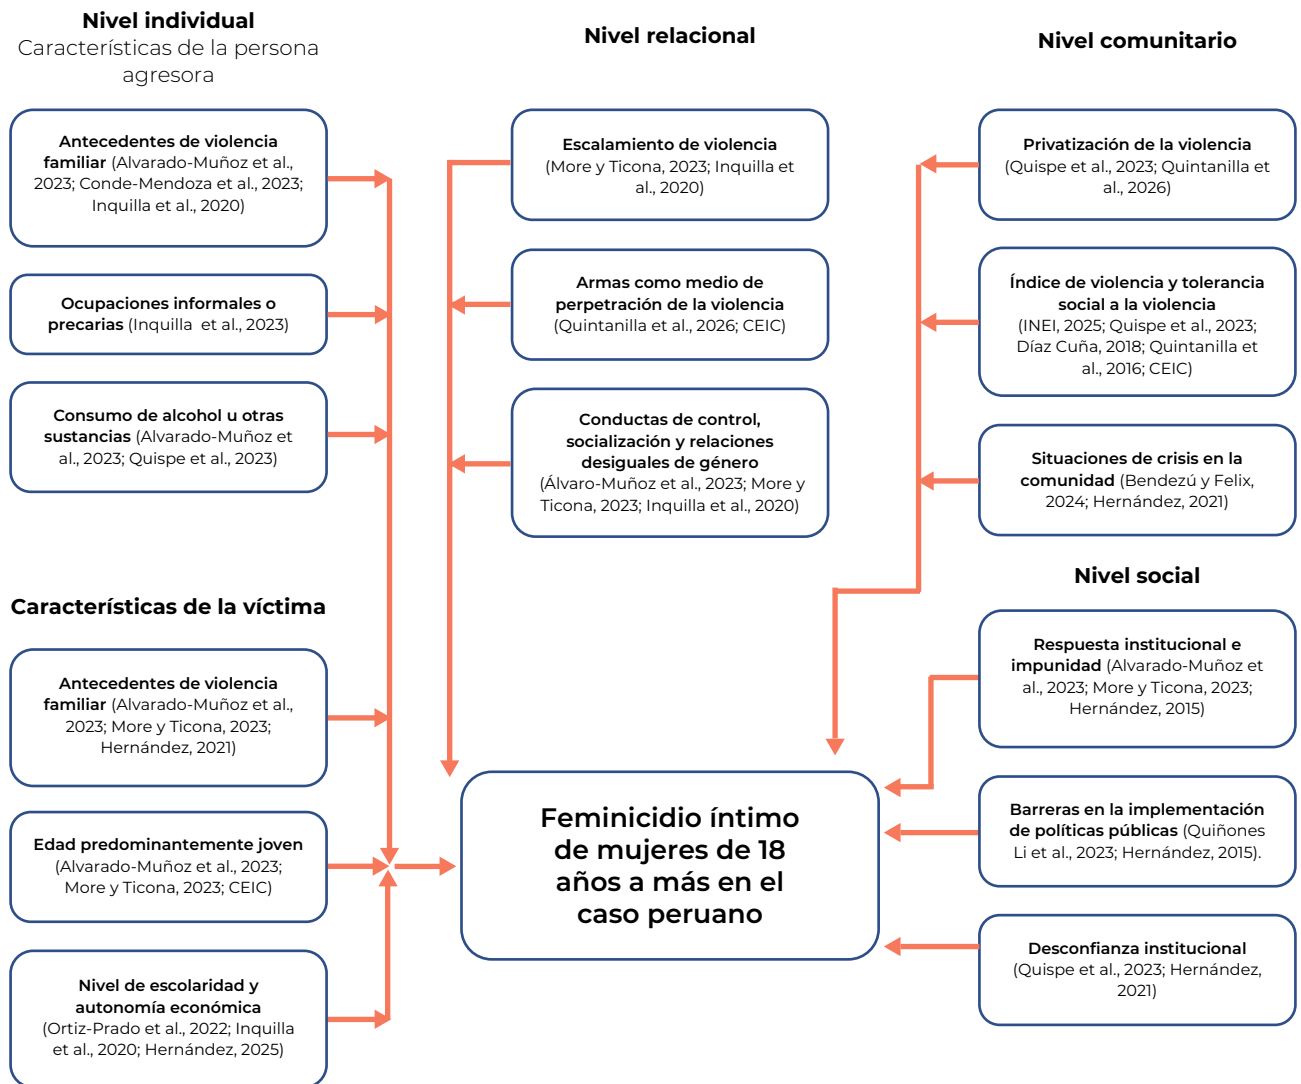 Nivel individual
Características de la persona
agresora
Antecedentes de violencia
familiar (Alvarado-Muñoz et al.,
2023; Conde-Mendoza et al., 2023;
Inquilla et al., 2020)
Ocupaciones informales o
precarias (Inquilla et al., 2023)
Consumo de alcohol u otras
sustancias (Alvarado-Muñoz et
al., 2023; Quispe et al., 2023)
Características de la víctima
Antecedentes de violencia
familiar (Alvarado-Muñoz et al.,
2023; More y Ticona, 2023;
Hernández, 2021)
Edad predominantemente joven
(Alvarado-Muñoz et al., 2023;
More y Ticona, 2023; CEIC)
Nivel de escolaridad y
autonomía económica
(Ortiz-Prado et al., 2022; Inquilla
et al., 2020; Hernández, 2025)
Nivel relacional
Escalamiento de violencia
(More y Ticona, 2023; Inquilla et
al., 2020)
Armas como medio de
perpetración de la violencia
(Quintanilla et al., 2026; CEIC)
Conductas de control,
socialización y relaciones
desiguales de género
(Álvaro-Muñoz et al., 2023; More y
Ticona, 2023; Inquilla et al., 2020)
Feminicidio íntimo
de mujeres de 18
años a más en el
caso peruano
Nivel comunitario
Privatización de la violencia
(Quispe et al., 2023; Quintanilla et
al., 2026)
Índice de violencia y tolerancia
social a la violencia
(INEI, 2025; Quispe et al., 2023;
Díaz Cuña, 2018; Quintanilla et
al., 2016; CEIC)
Situaciones de crisis en la
comunidad (Bendezú y Felix,
2024; Hernández, 2021)
Nivel social
Respuesta institucional e
impunidad (Alvarado-Muñoz et
al., 2023; More y Ticona, 2023;
Hernández, 2015)
Barreras en la implementación
de políticas públicas (Quiñones
Li et al., 2023; Hernández, 2015).
Desconfianza institucional
(Quispe et al., 2023; Hernández,
2021)